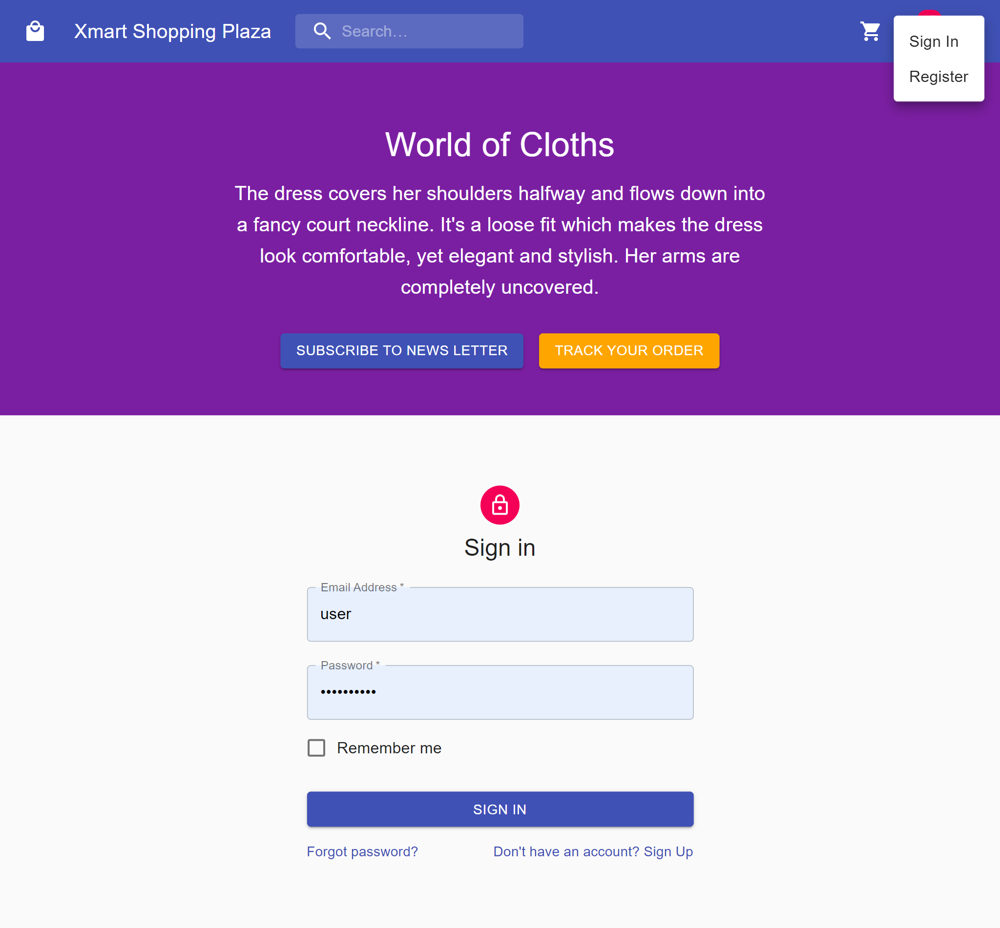 Xmart Shopping Plaza
Search...
Sign In
Register
World of Cloths
The dress covers her shoulders halfway and flows down into
a fancy court neckline. It's a loose fit which makes the dress
look comfortable, yet elegant and stylish. Her arms are
completely uncovered.
SUBSCRIBE TO NEWS LETTER
TRACK YOUR ORDER
Sign in
Email Address *
user
Password *
••••••••••
Remember me
SIGN IN
Forgot password?
Don't have an account? Sign Up